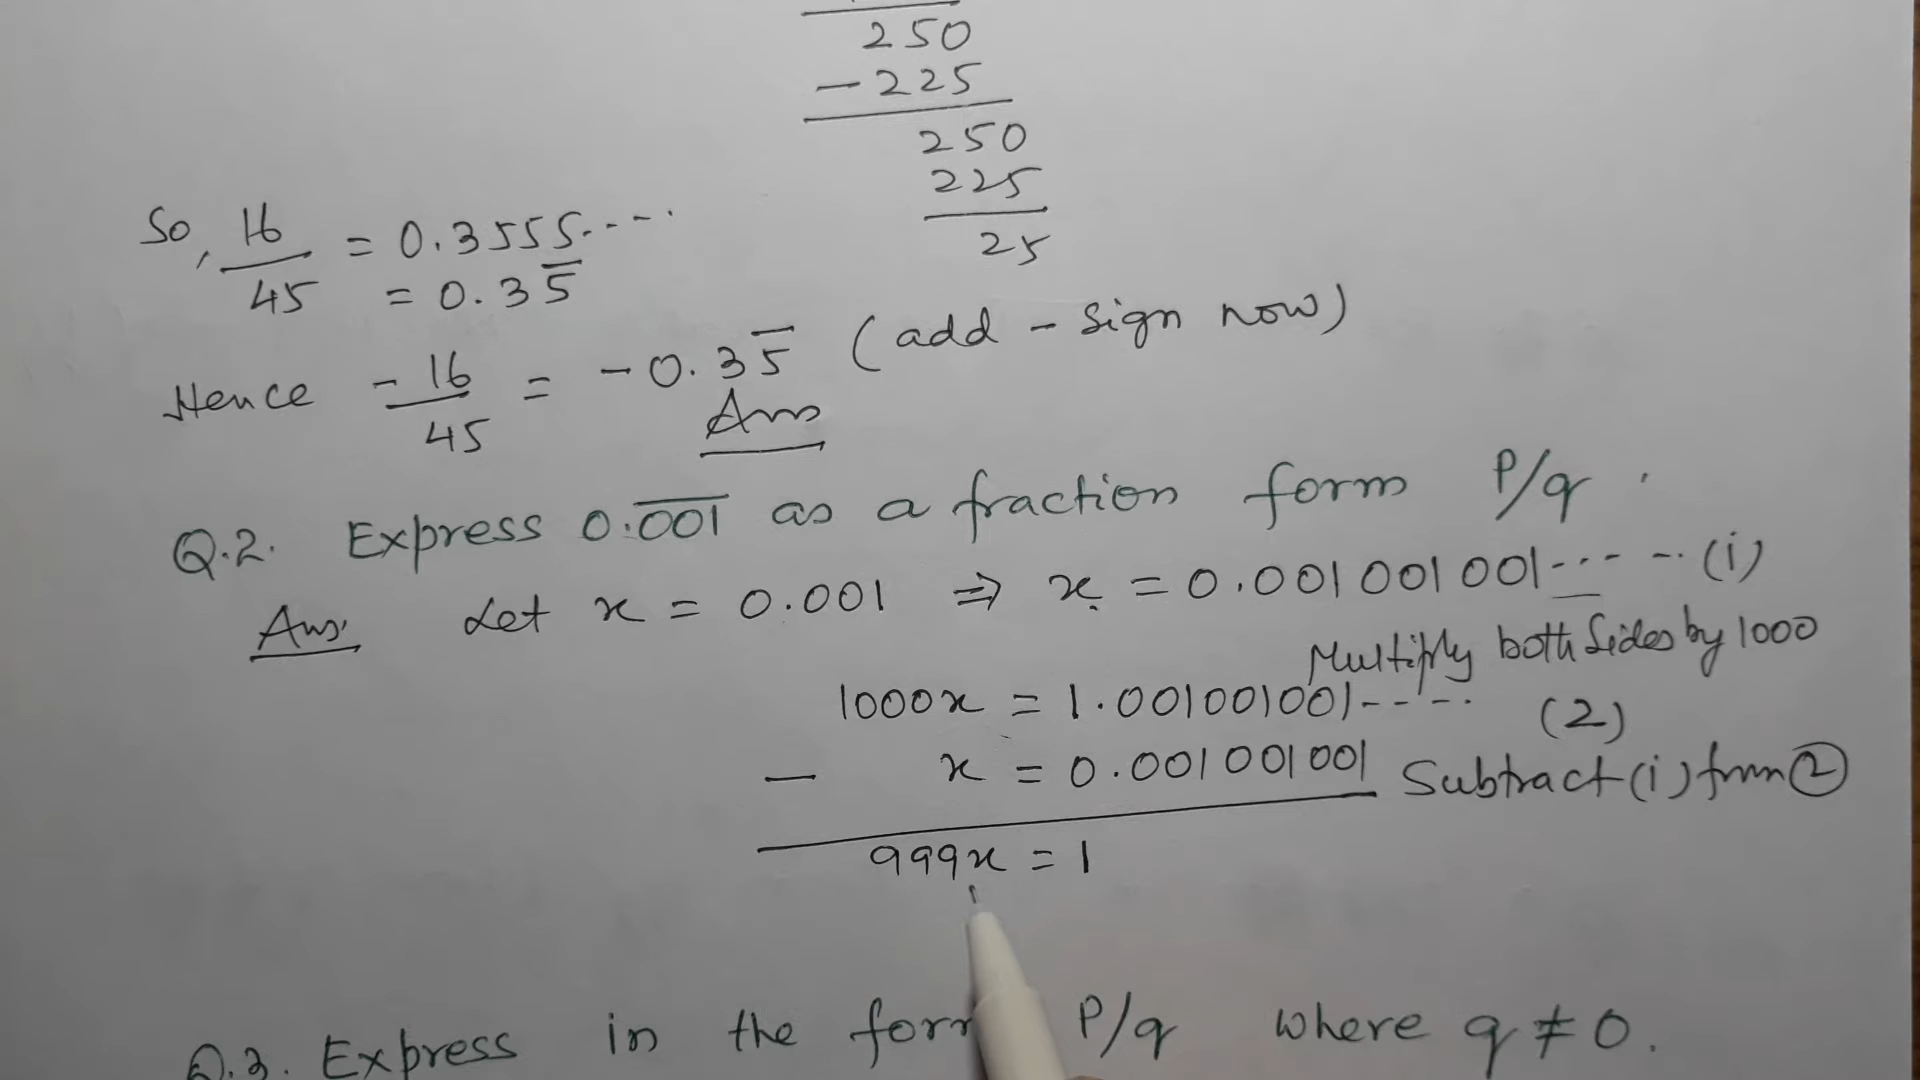 250
- 225
250
225
25
So, 16/45 = 0.3555.....
= 0.35̅
Hence - 16/45 = - 0.35̅ (add - sign now)
Ans
Q.2. Express 0.0̅0̅1̅ as a fraction form P/q .
Ans. Let x = 0.001 ⇒ x = 0.001001001..... (i)
Multiply both Sides by 1000
1000x = 1.001001001----. (2)
— x = 0.001001001 Subtract (i) from ②
999x = 1
Q.3. Express in the form P/q where q ≠ 0.